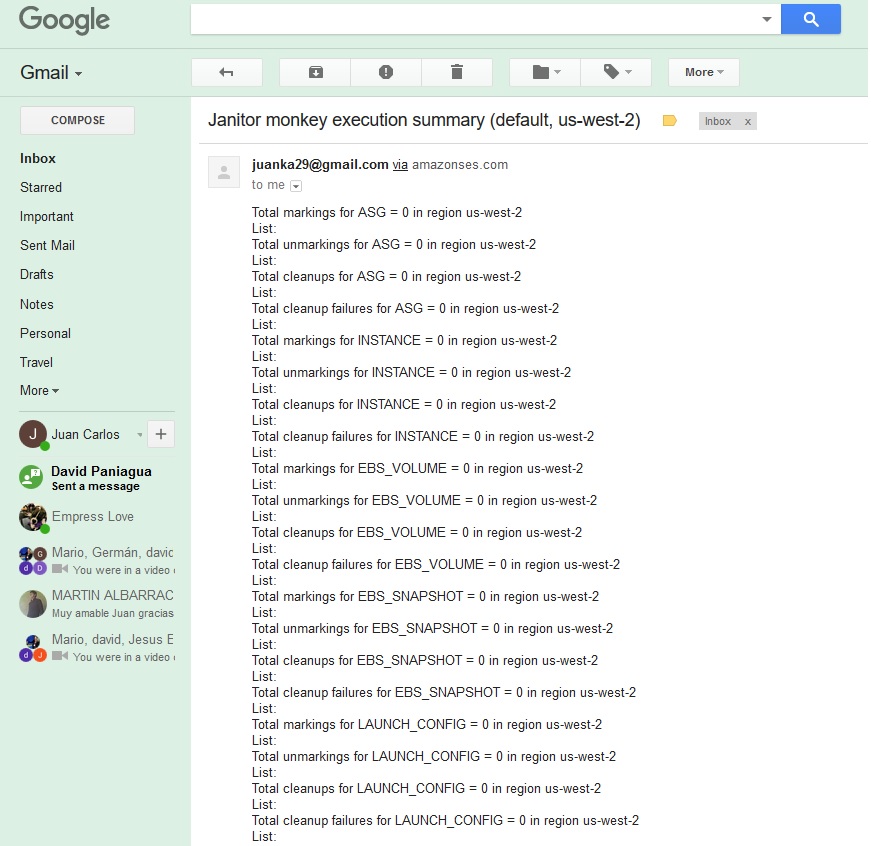 Google
Gmail
More
COMPOSE
Inbox
Starred
Important
Sent Mail
Drafts
Notes
Personal
Travel
More
J Juan Carlos
+
David Paniagua
Sent a message
Empress Love
Mario, Germán, david
G
d D
You were in a video
MARTIN ALBARRAC
Muy amable Juan gracias
Mario, david, Jesus E
d J
You were in a video
Janitor monkey execution summary (default, us-west-2)
Inbox x
juanka29@gmail.com via amazonses.com
to me
Total markings for ASG = 0 in region us-west-2
List:
Total unmarkings for ASG = 0 in region us-west-2
List:
Total cleanups for ASG = 0 in region us-west-2
List:
Total cleanup failures for ASG = 0 in region us-west-2
List:
Total markings for INSTANCE = 0 in region us-west-2
List:
Total unmarkings for INSTANCE = 0 in region us-west-2
List:
Total cleanups for INSTANCE = 0 in region us-west-2
List:
Total cleanup failures for INSTANCE = 0 in region us-west-2
List:
Total markings for EBS_VOLUME = 0 in region us-west-2
List:
Total unmarkings for EBS_VOLUME = 0 in region us-west-2
List:
Total cleanups for EBS_VOLUME = 0 in region us-west-2
List:
Total cleanup failures for EBS_VOLUME = 0 in region us-west-2
List:
Total markings for EBS_SNAPSHOT = 0 in region us-west-2
List:
Total unmarkings for EBS_SNAPSHOT = 0 in region us-west-2
List:
Total cleanups for EBS_SNAPSHOT = 0 in region us-west-2
List:
Total cleanup failures for EBS_SNAPSHOT = 0 in region us-west-2
List:
Total markings for LAUNCH_CONFIG = 0 in region us-west-2
List:
Total unmarkings for LAUNCH_CONFIG = 0 in region us-west-2
List:
Total cleanups for LAUNCH_CONFIG = 0 in region us-west-2
List:
Total cleanup failures for LAUNCH_CONFIG = 0 in region us-west-2
List: